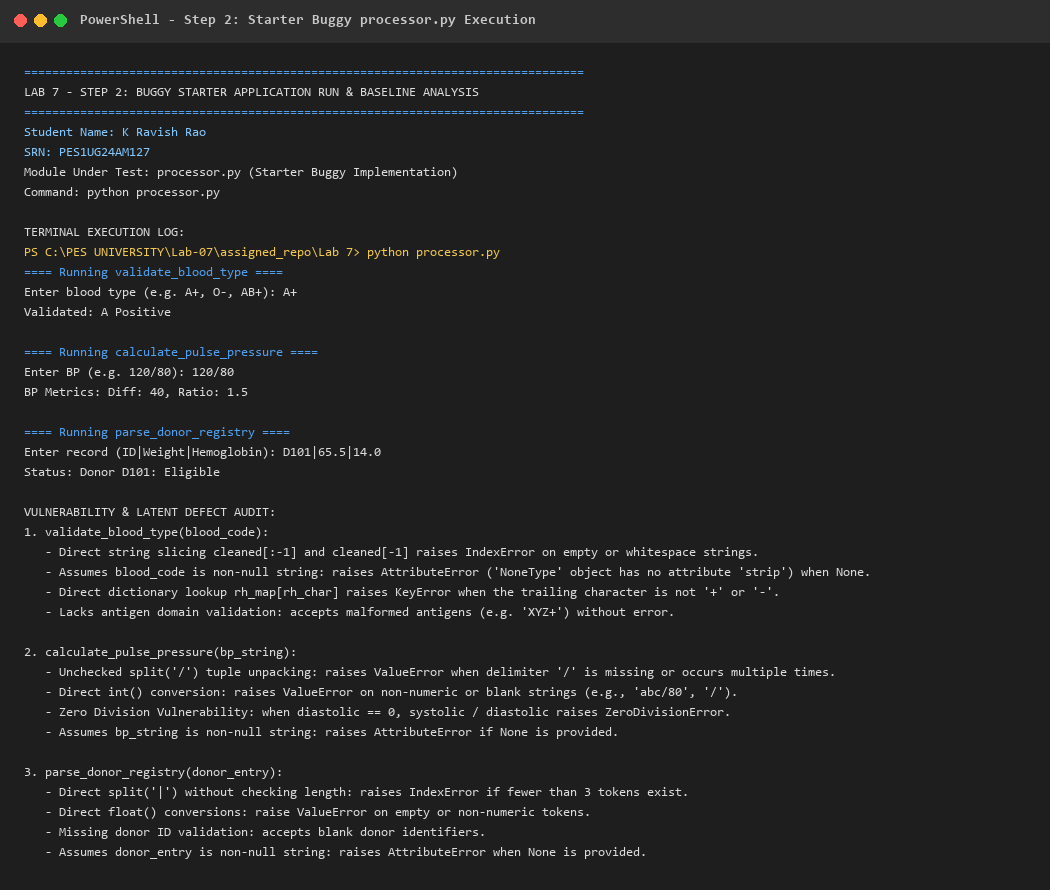 PowerShell - Step 2: Starter Buggy processor.py Execution
================================================================================
LAB 7 - STEP 2: BUGGY STARTER APPLICATION RUN & BASELINE ANALYSIS
================================================================================
Student Name: K Ravish Rao
SRN: PES1UG24AM127
Module Under Test: processor.py (Starter Buggy Implementation)
Command: python processor.py
TERMINAL EXECUTION LOG:
PS C:\PES UNIVERSITY\Lab-07\assigned_repo\Lab 7> python processor.py
==== Running validate_blood_type ====
Enter blood type (e.g. A+, O-, AB+): A+
Validated: A Positive
==== Running calculate_pulse_pressure ====
Enter BP (e.g. 120/80): 120/80
BP Metrics: Diff: 40, Ratio: 1.5
==== Running parse_donor_registry ====
Enter record (ID|Weight|Hemoglobin): D101|65.5|14.0
Status: Donor D101: Eligible
VULNERABILITY & LATENT DEFECT AUDIT:
1. validate_blood_type(blood_code):
- Direct string slicing cleaned[:-1] and cleaned[-1] raises IndexError on empty or whitespace strings.
- Assumes blood_code is non-null string: raises AttributeError ('NoneType' object has no attribute 'strip') when None.
- Direct dictionary lookup rh_map[rh_char] raises KeyError when the trailing character is not '+' or '-'.
- Lacks antigen domain validation: accepts malformed antigens (e.g. 'XYZ+') without error.
2. calculate_pulse_pressure(bp_string):
- Unchecked split('/') tuple unpacking: raises ValueError when delimiter '/' is missing or occurs multiple times.
- Direct int() conversion: raises ValueError on non-numeric or blank strings (e.g., 'abc/80', '/').
- Zero Division Vulnerability: when diastolic == 0, systolic / diastolic raises ZeroDivisionError.
- Assumes bp_string is non-null string: raises AttributeError if None is provided.
3. parse_donor_registry(donor_entry):
- Direct split('|') without checking length: raises IndexError if fewer than 3 tokens exist.
- Direct float() conversions: raise ValueError on empty or non-numeric tokens.
- Missing donor ID validation: accepts blank donor identifiers.
- Assumes donor_entry is non-null string: raises AttributeError when None is provided.